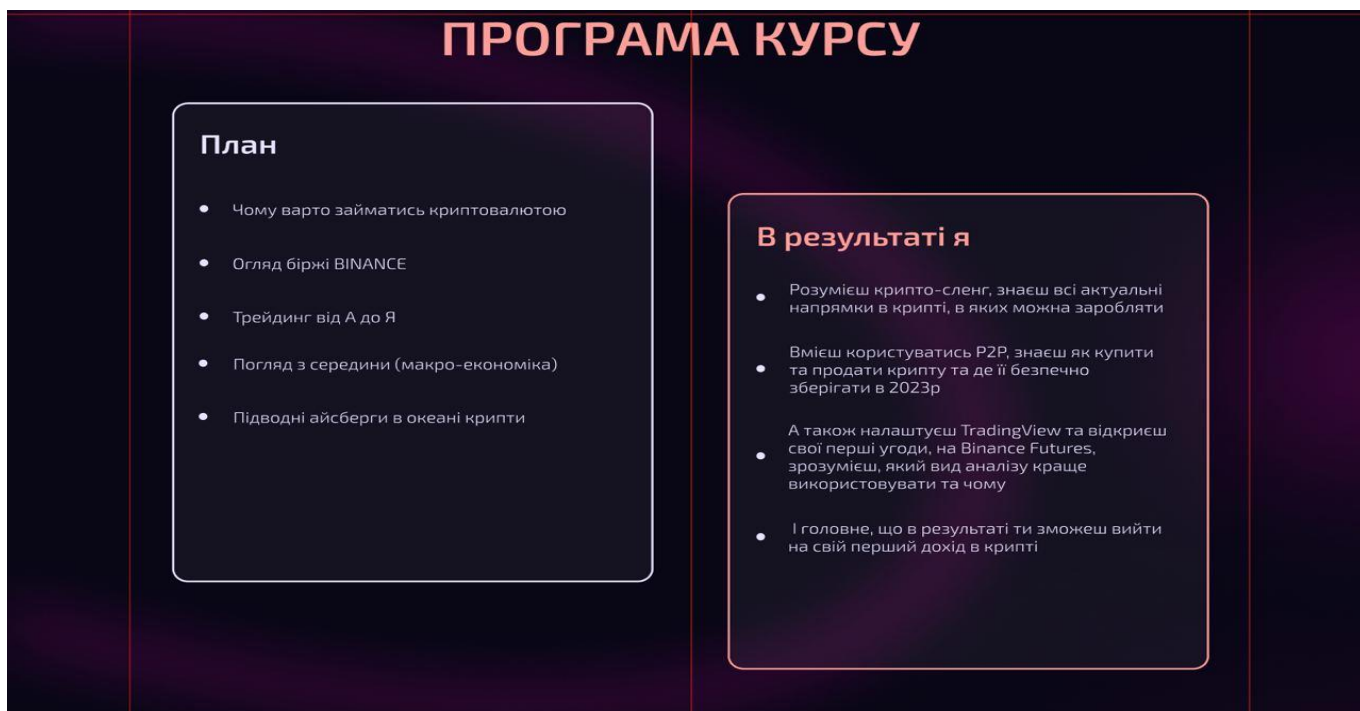 ПРОГРАМА КУРСУ
План
Чому варто займатись криптовалютою
Огляд біржі BINANCE
Трейдинг від А до Я
Погляд з середини (макро-економіка)
Підводні айсберги в океані крипти
В результаті я
Розумієш крипто-сленг, знаєш всі актуальні
напрямки в крипті, в яких можна заробляти
Вмієш користуватись P2P, знаєш як купити
та продати крипту та де її безпечно
зберігати в 2023р
А також налаштуєш TradingView та відкриєш
свої перші угоди, на Binance Futures,
зрозумієш, який вид аналізу краще
використовувати та чому
І головне, що в результаті ти зможеш вийти
на свій перший дохід в крипті